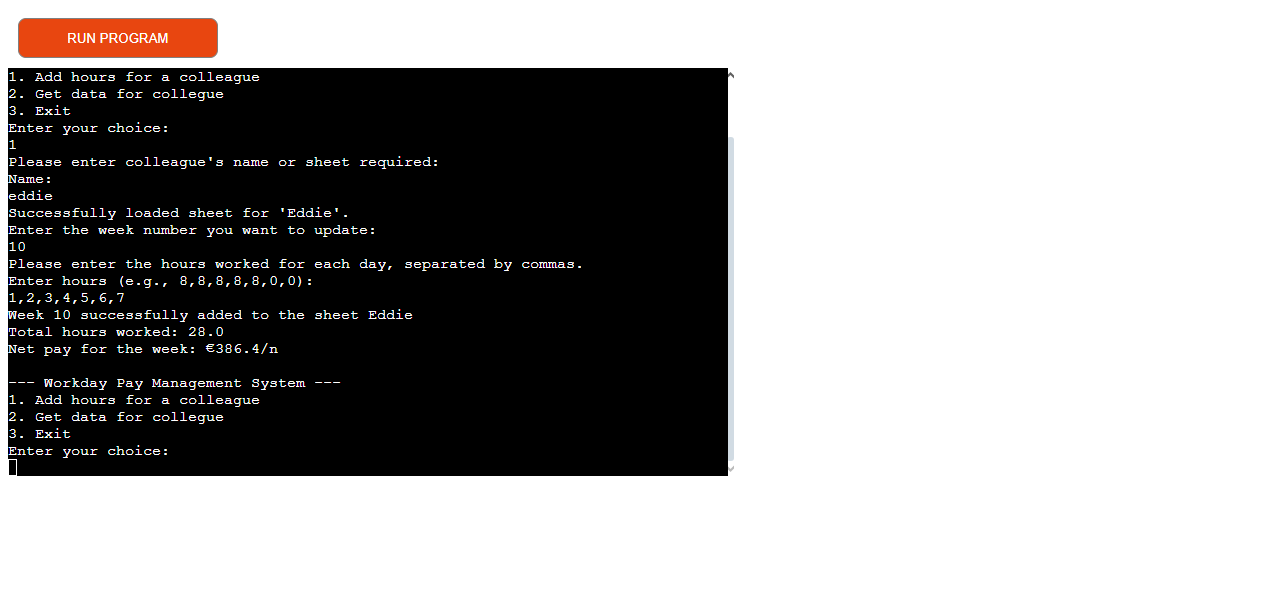 RUN PROGRAM
1. Add hours for a colleague
2. Get data for collegue
3. Exit
Enter your choice:
1
Please enter colleague's name or sheet required:
Name:
eddie
Successfully loaded sheet for 'Eddie'.
Enter the week number you want to update:
10
Please enter the hours worked for each day, separated by commas.
Enter hours (e.g., 8,8,8,8,8,0,0):
1,2,3,4,5,6,7
Week 10 successfully added to the sheet Eddie
Total hours worked: 28.0
Net pay for the week: €386.4/n
--- Workday Pay Management System ---
1. Add hours for a colleague
2. Get data for collegue
3. Exit
Enter your choice: